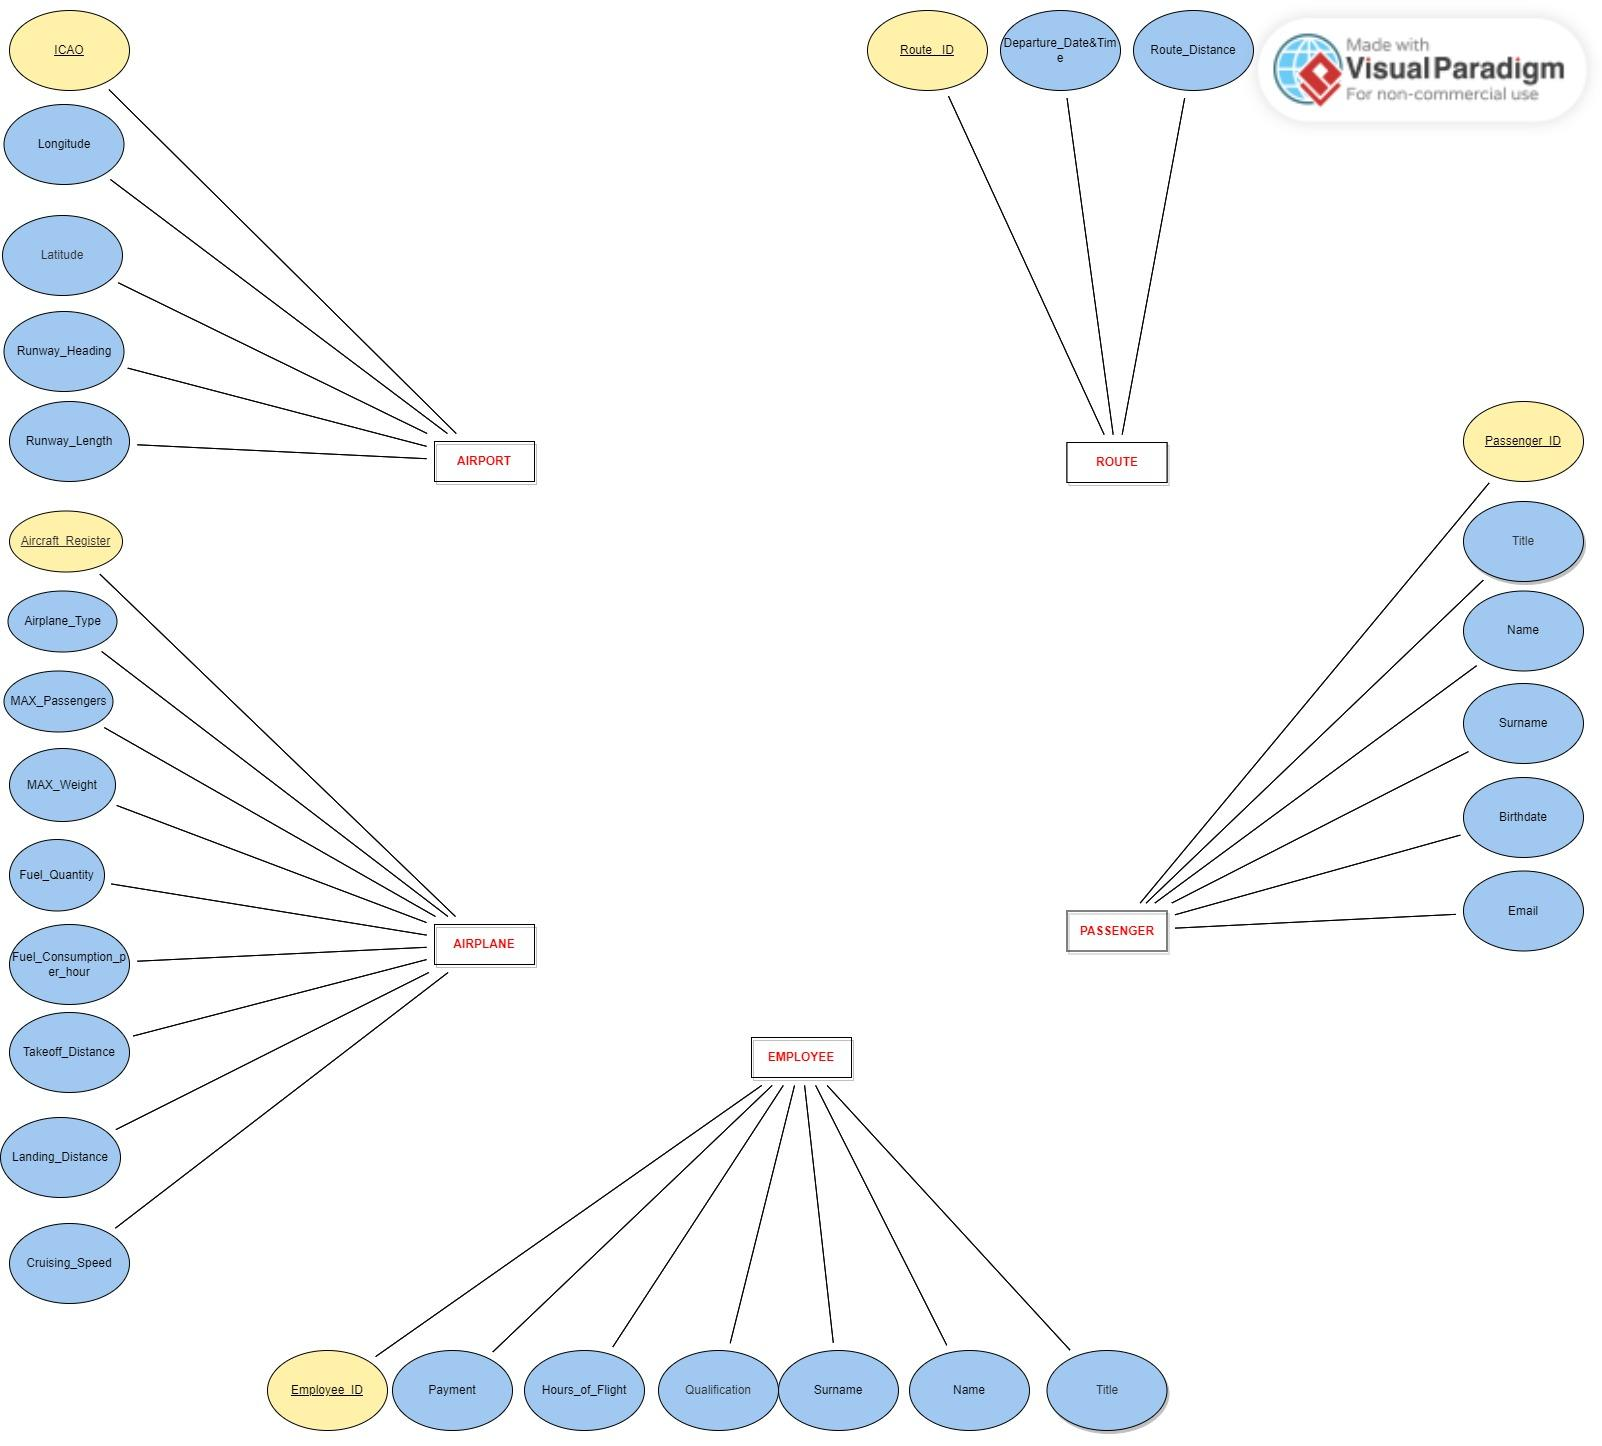 ICAO
Longitude
Latitude
Runway_Heading
Runway_Length
AIRPORT
Route_ID
Departure_Date&Tim
e
Route_Distance
Made with
Visual Paradigm
For non-commercial use
ROUTE
Passenger_ID
Title
Name
Surname
Birthdate
Email
PASSENGER
Aircraft_Register
Airplane_Type
MAX_Passengers
MAX_Weight
Fuel_Quantity
Fuel_Consumption_p
er_hour
Takeoff_Distance
Landing_Distance
Cruising_Speed
AIRPLANE
EMPLOYEE
Employee_ID
Payment
Hours_of_Flight
Qualification
Surname
Name
Title